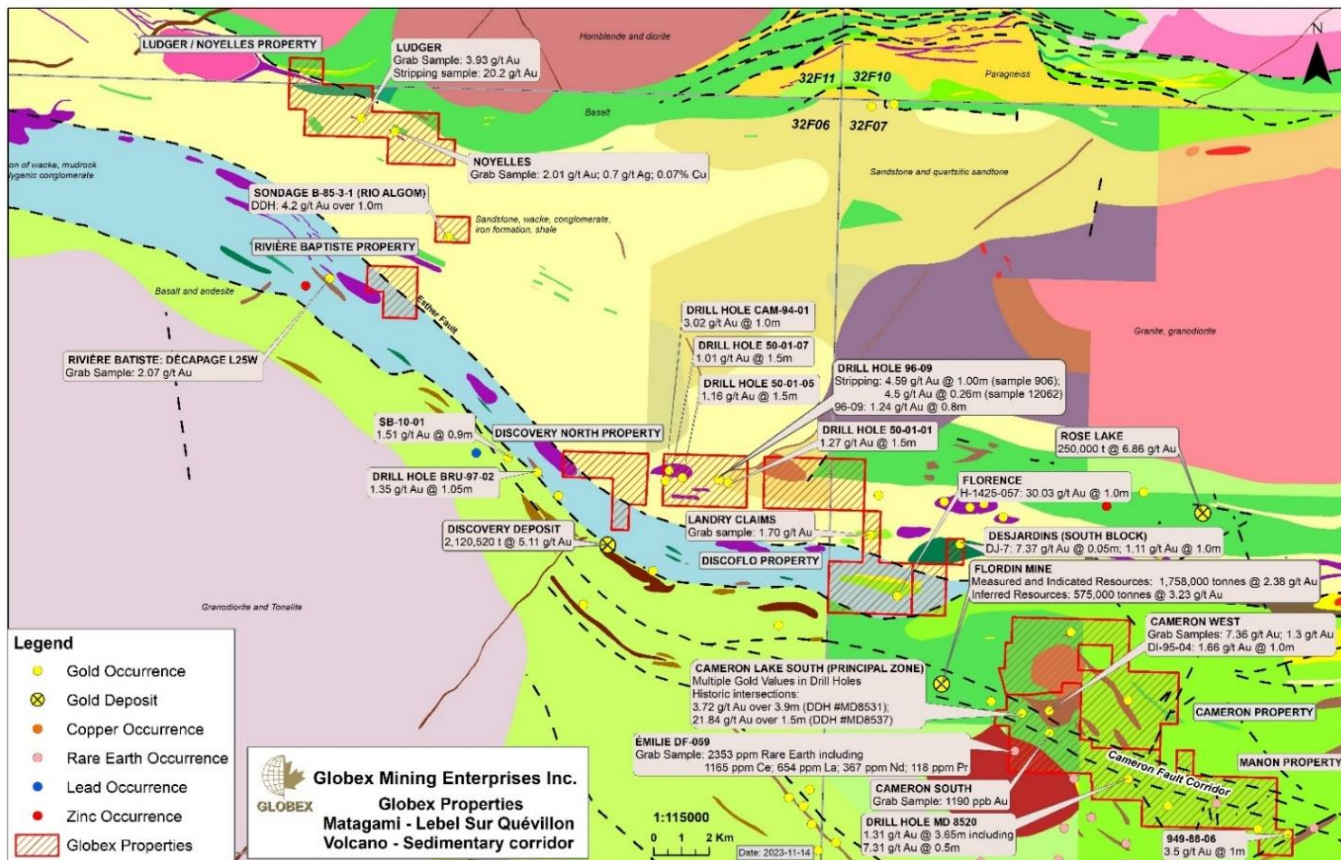 LUDGER / NOYELLES PROPERTY
LUDGER
Grab Sample: 3.93 g/t Au
Stripping sample: 20.2 g/t Au
Hornblende and diorite
N
32F11
32F10
Paragneiss
Basalt
32F06
32F07
NOYELLES
Grab Sample: 2.01 g/t Au; 0.7 g/t Ag; 0.07% Cu
on of wacke, mudrock
lygenic conglomerate
Sandstone and quartzitic sandtone
SONDAGE B-85-3-1 (RIO ALGOM)
DDH: 4.2 g/t Au over 1.0m
Sandstone, wacke, conglomerate,
iron formation, shale
RIVIÈRE BAPTISTE PROPERTY
Basalt and andesite
Esther Fault
DRILL HOLE CAM-94-01
3.02 g/t Au @ 1.0m
Granite, granodiorite
DRILL HOLE 50-01-07
1.01 g/t Au @ 1.5m
RIVIÈRE BATISTE: DÉCAPAGE L25W
Grab Sample: 2.07 g/t Au
DRILL HOLE 96-09
Stripping: 4.59 g/t Au @ 1.00m (sample 906);
4.5 g/t Au @ 0.26m (sample 12062)
96-09: 1.24 g/t Au @ 0.8m
DRILL HOLE 50-01-05
1.16 g/t Au @ 1.5m
SB-10-01
1.51 g/t Au @ 0.9m
DISCOVERY NORTH PROPERTY
DRILL HOLE 50-01-01
1.27 g/t Au @ 1.5m
ROSE LAKE
250,000 t @ 6.86 g/t Au
DRILL HOLE BRU-97-02
1.35 g/t Au @ 1.05m
FLORENCE
H-1425-057: 30.03 g/t Au @ 1.0m
DISCOVERY DEPOSIT
2,120,520 t @ 5.11 g/t Au
LANDRY CLAIMS
Grab sample: 1.70 g/t Au
DESJARDINS (SOUTH BLOCK)
DJ-7: 7.37 g/t Au @ 0.05m; 1.11 g/t Au @ 1.0m
DISCOFLO PROPERTY
FLORDIN MINE
Measured and Indicated Resources: 1,758,000 tonnes @ 2.38 g/t Au
Inferred Resources: 575,000 tonnes @ 3.23 g/t Au
Granodiorite and Tonalite
CAMERON WEST
Grab Samples: 7.36 g/t Au; 1.3 g/t Au
DI-95-04: 1.66 g/t Au @ 1.0m
CAMERON LAKE SOUTH (PRINCIPAL ZONE)
Multiple Gold Values in Drill Holes
Historic intersections:
3.72 g/t Au over 3.9m (DDH #MD8531);
21.84 g/t Au over 1.5m (DDH #MD8537)
CAMERON PROPERTY
ÉMILIE DF-059
Grab Sample: 2353 ppm Rare Earth including
1165 ppm Ce; 654 ppm La; 367 ppm Nd; 118 ppm Pr
Cameron Fault Corridor
MANON PROPERTY
CAMERON SOUTH
Grab Sample: 1190 ppb Au
DRILL HOLE MD 8520
1.31 g/t Au @ 3.65m including
7.31 g/t Au @ 0.5m
949-88-06
3.5 g/t Au @ 1m
Legend
Gold Occurrence
Gold Deposit
Copper Occurrence
Rare Earth Occurrence
Lead Occurrence
Zinc Occurrence
Globex Properties
GLOBEX
Globex Mining Enterprises Inc.
Globex Properties
Matagami - Lebel Sur Quévillon
Volcano - Sedimentary corridor
1:115000
0 1 2 Km
Date: 2023-11-14